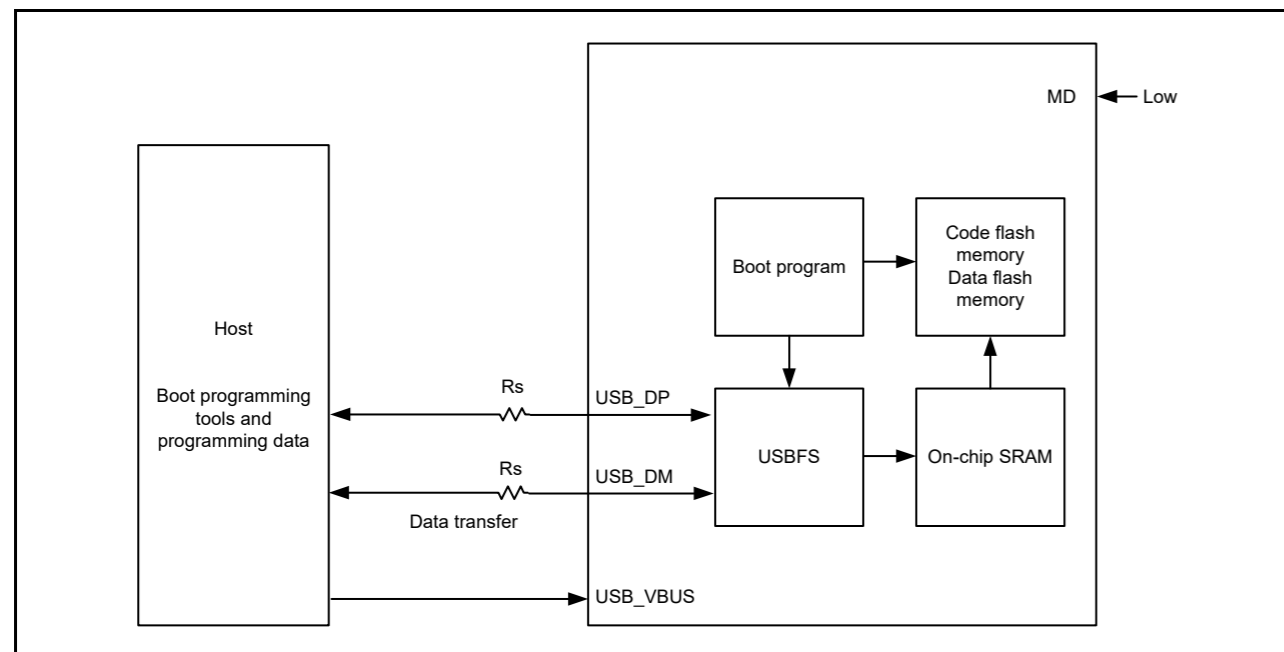 MD
Low
Host
Boot programming
tools and
programming data
Boot program
Code flash
memory
Data flash
memory
Rs
USB_DP
USBFS
On-chip SRAM
Rs
USB_DM
Data transfer
USB_VBUS